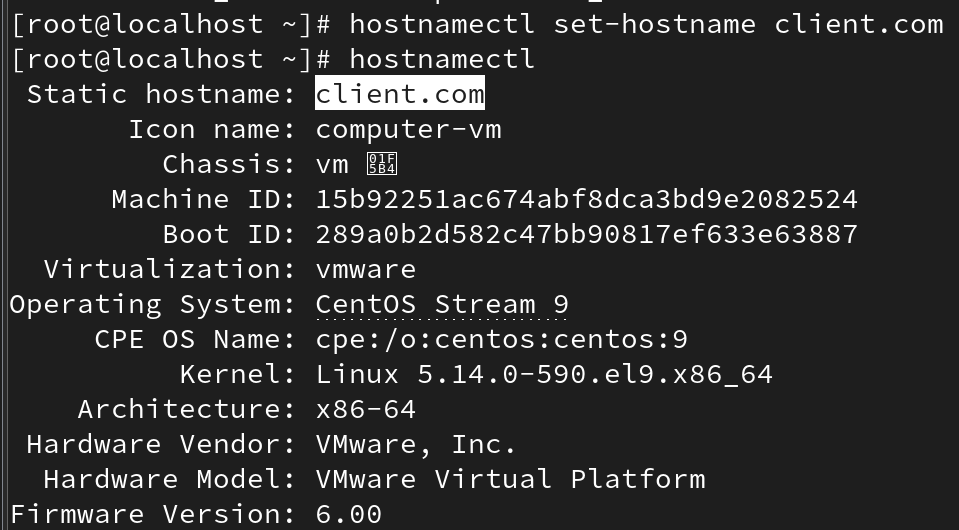 [root@localhost ~]# hostnamectl set-hostname client.com
[root@localhost ~]# hostnamectl
Static hostname: client.com
Icon name: computer-vm
Chassis: vm 🖴
Machine ID: 15b92251ac674abf8dca3bd9e2082524
Boot ID: 289a0b2d582c47bb90817ef633e63887
Virtualization: vmware
Operating System: CentOS Stream 9
CPE OS Name: cpe:/o:centos:centos:9
Kernel: Linux 5.14.0-590.el9.x86_64
Architecture: x86-64
Hardware Vendor: VMware, Inc.
Hardware Model: VMware Virtual Platform
Firmware Version: 6.00